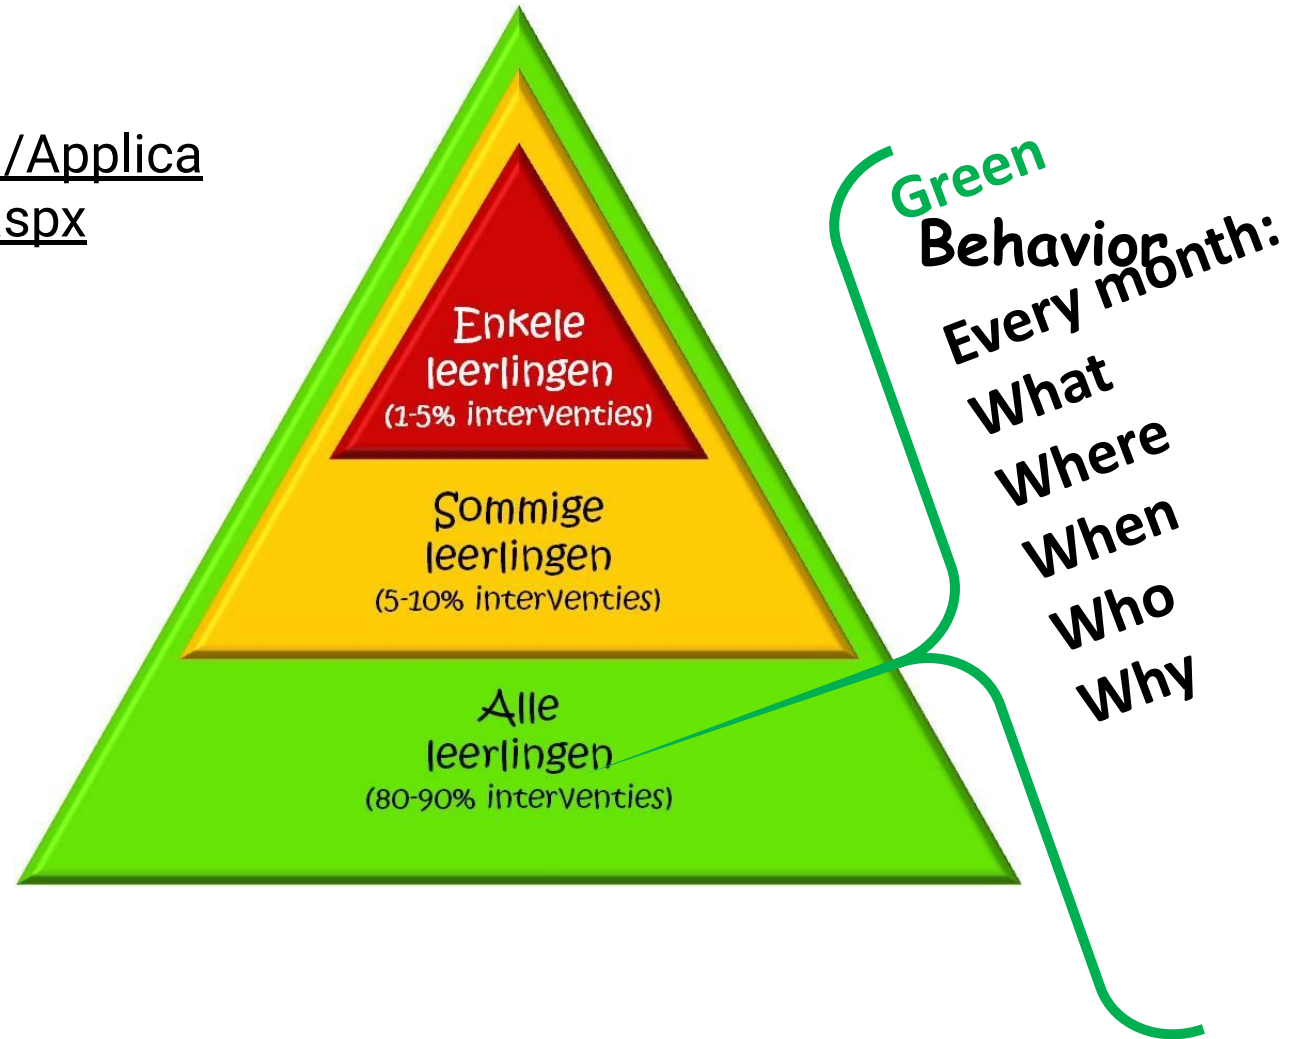 /Applica
spx
Enkele
leerlingen
(1-5% interventies)
Sommige
leerlingen
(5-10% interventies)
Alle
leerlingen
(80-90% interventies)
Green
Behavior
Every month:
What
Where
When
Who
Why